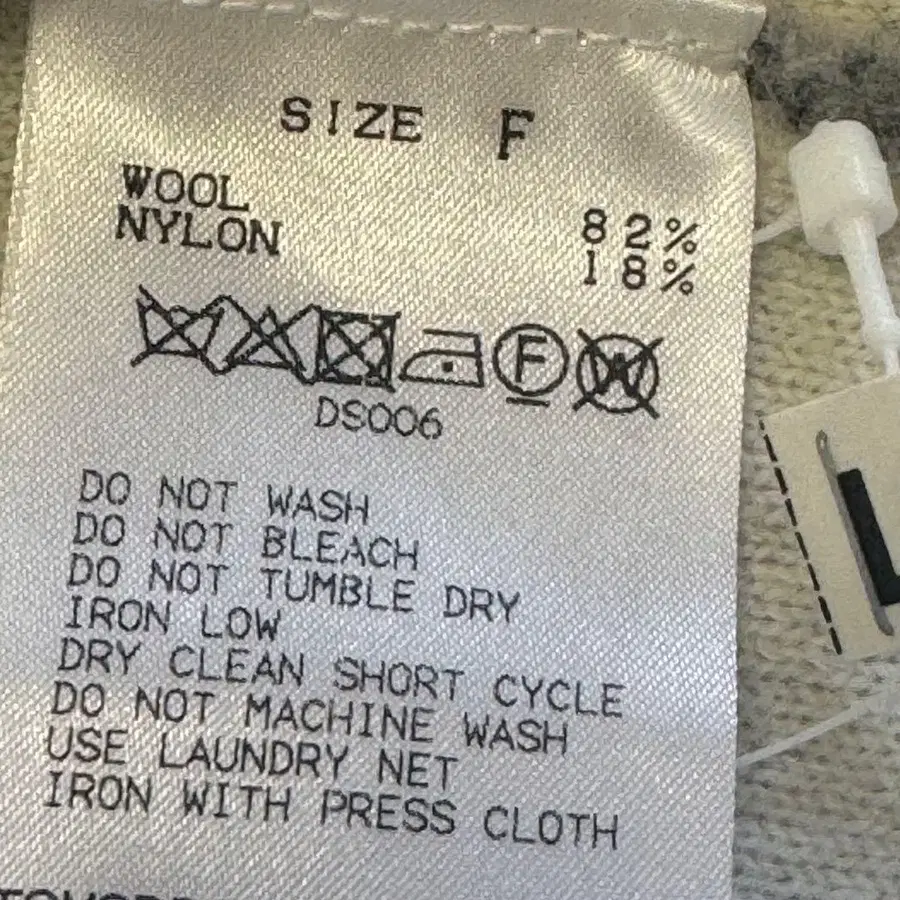 SIZE F
WOOL 82%
NYLON 18%
F W
DS006
DO NOT WASH
DO NOT BLEACH
DO NOT TUMBLE DRY
IRON LOW
DRY CLEAN SHORT CYCLE
DO NOT MACHINE WASH
USE LAUNDRY NET
IRON WITH PRESS CLOTH